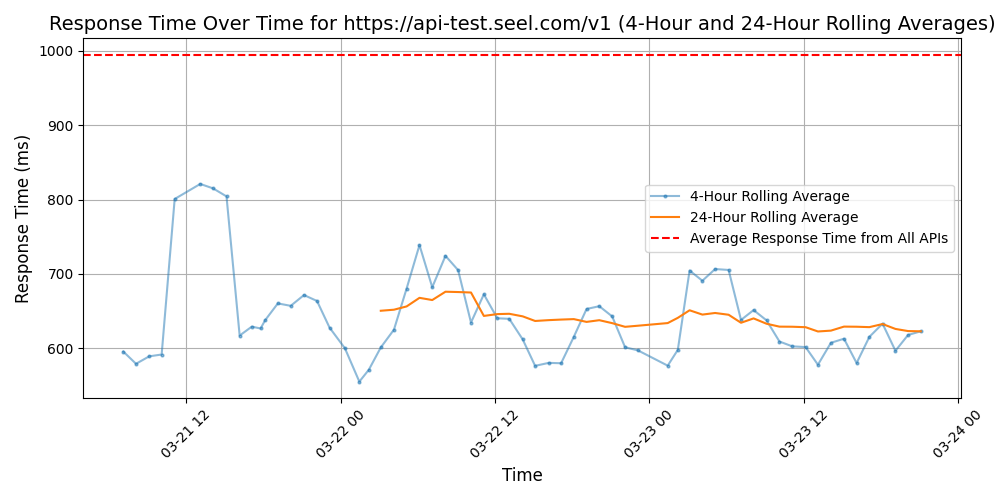 Response Time Over Time for https://api-test.seel.com/v1 (4-Hour and 24-Hour Rolling Averages)
Response Time (ms)
1000
900
800
700
600
4-Hour Rolling Average
24-Hour Rolling Average
Average Response Time from All APIs
03-21 12
03-22 00
03-22 12
03-23 00
03-23 12
03-24 00
Time